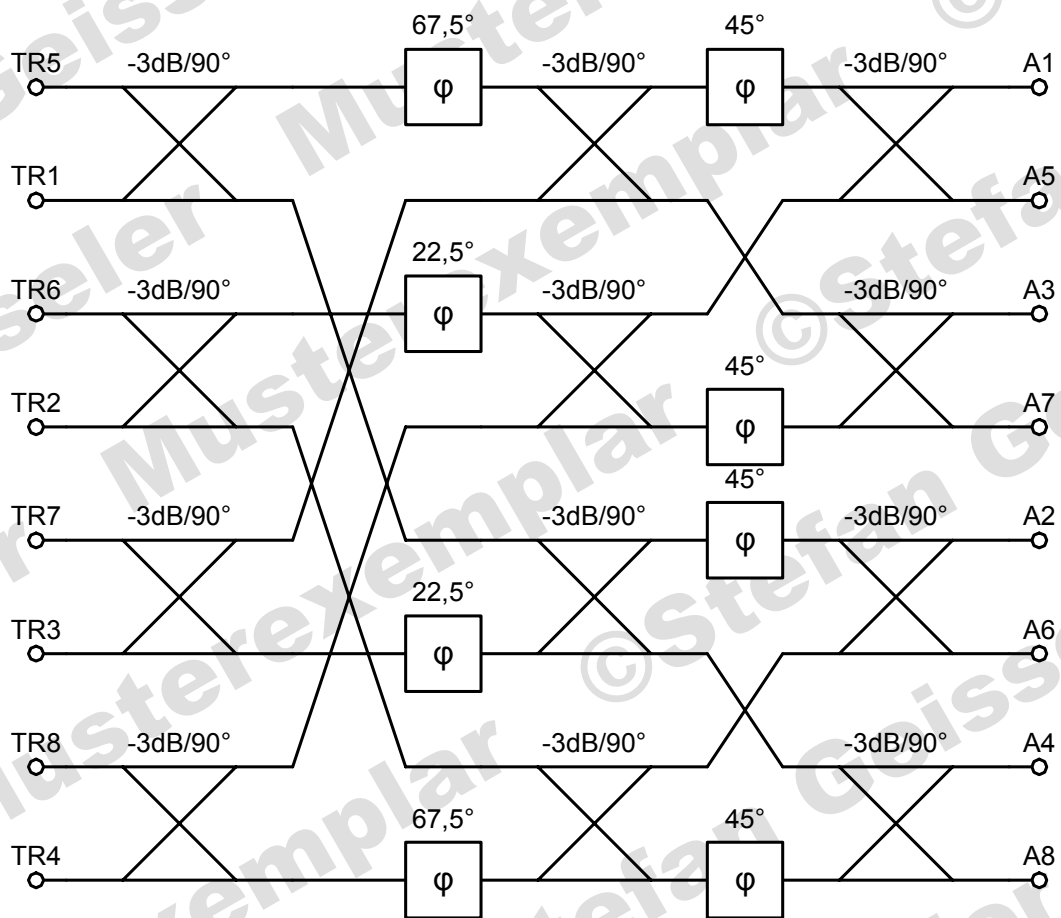 67,5° 45°
TR5 -3dB/90° -3dB/90° -3dB/90° A1
φ φ
TR1 A5
22,5°
TR6 -3dB/90° -3dB/90° -3dB/90° A3
φ
45°
TR2 A7
φ
45°
TR7 -3dB/90° -3dB/90° -3dB/90° A2
φ
22,5°
TR3 A6
φ
TR8 -3dB/90° -3dB/90° -3dB/90° A4
67,5° 45°
TR4 A8
φ φ
Musterexemplar ©Stefan Geisseler